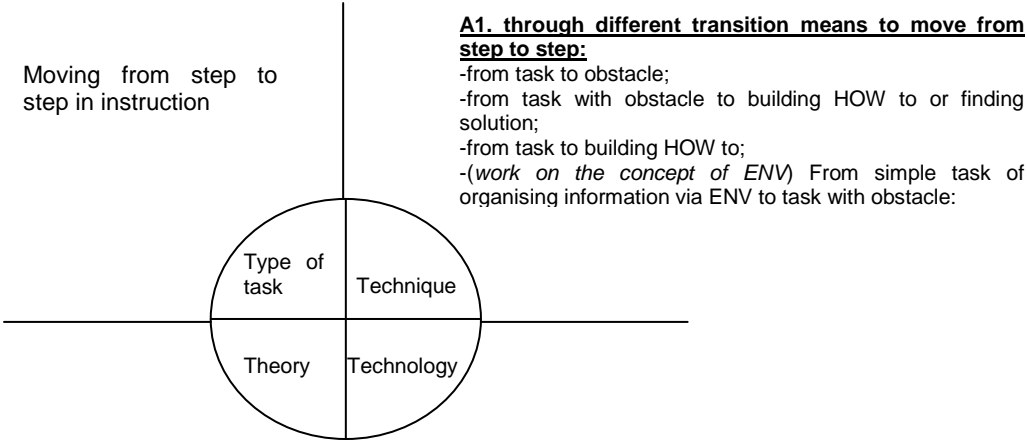 Moving from step to
step in instruction
A1. through different transition means to move from
step to step:
-from task to obstacle;
-from task with obstacle to building HOW to or finding
solution;
-from task to building HOW to;
-(work on the concept of ENV) From simple task of
organising information via ENV to task with obstacle:
Type of
task
Technique
Theory
Technology